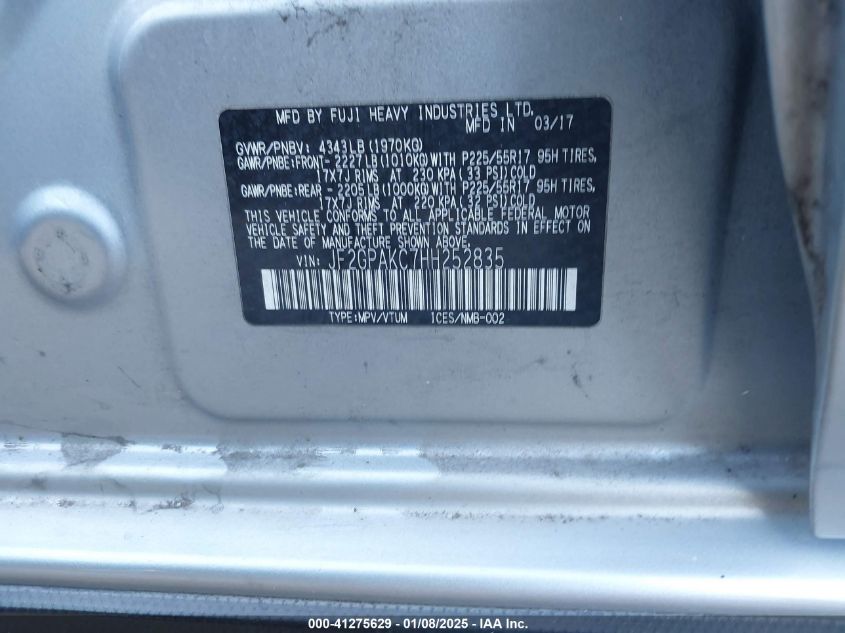 MFD BY FUJI HEAVY INDUSTRIES LTD.
MFD IN 03/17
GVWR/PNBV: 4343LB(1970KG)
GAWR/PNBE:FRONT- 2227LB(1010KG)WITH P225/55R17 95H TIRES,
17X7J RIMS AT 230 KPA( 33 PSI)COLD
GAWR/PNBE:REAR - 2205LB(1000KG)WITH P225/55R17 95H TIRES,
17X7J RIMS AT 220 KPA( 32 PSI)COLD
THIS VEHICLE CONFORMS TO ALL APPLICABLE FEDERAL MOTOR
VEHICLE SAFETY AND THEFT PREVENTION STANDARDS IN EFFECT ON
THE DATE OF MANUFACTURE SHOWN ABOVE.
VIN: JF2GPAKC7HH252835
TYPE:MPV/VTUM ICES/NMB-002
000-41275629 - 01/08/2025 - IAAI.com